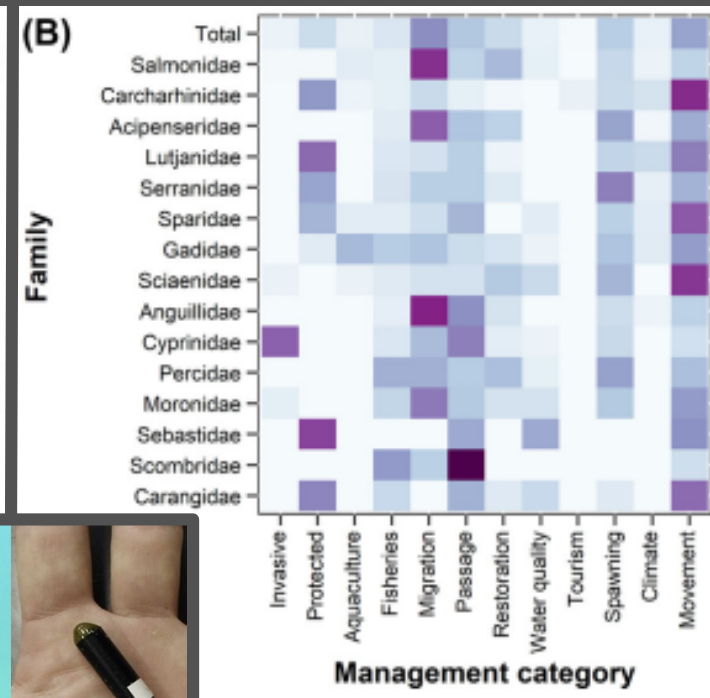 (B)
Total
Salmonidae
Carcharhinidae
Acipenseridae
Lutjanidae
Serranidae
Sparidae
Gadidae
Sciaenidae
Anguillidae
Cyprinidae
Percidae
Moronidae
Sebastidae
Scombridae
Carangidae
Family
Invasive
Protected
Aquaculture
Fisheries
Migration
Passage
Restoration
Water quality
Tourism
Spawning
Climate
Movement
Management category